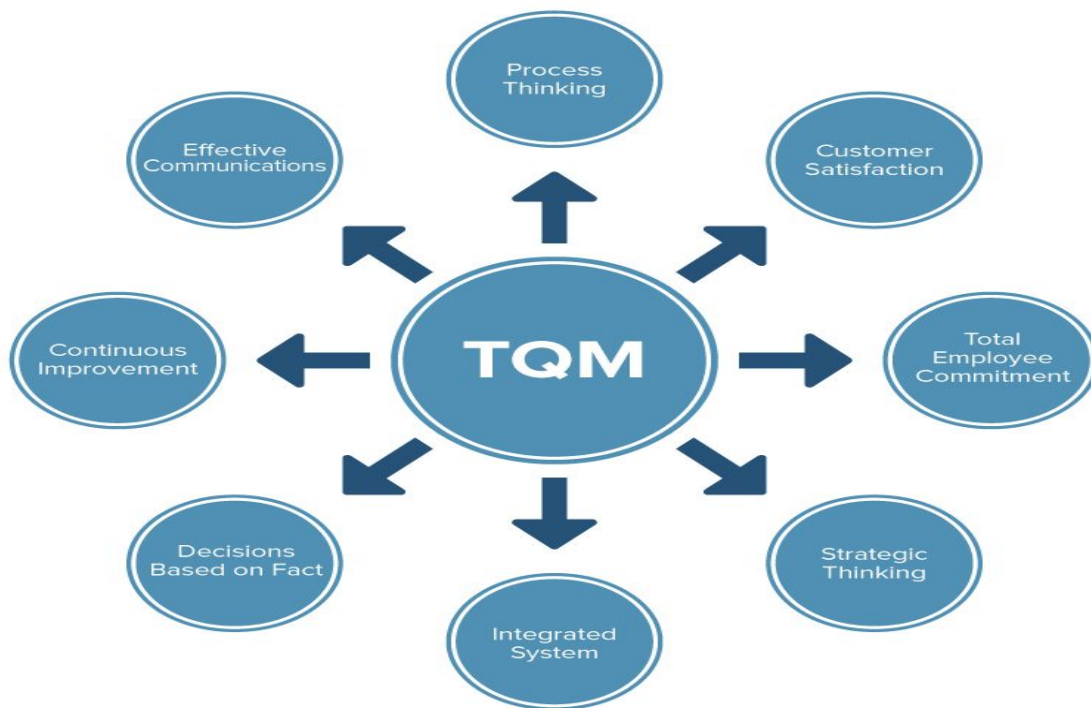 Process
Thinking
Effective
Communications
Customer
Satisfaction
Continuous
Improvement
TQM
Total
Employee
Commitment
Decisions
Based on Fact
Strategic
Thinking
Integrated
System